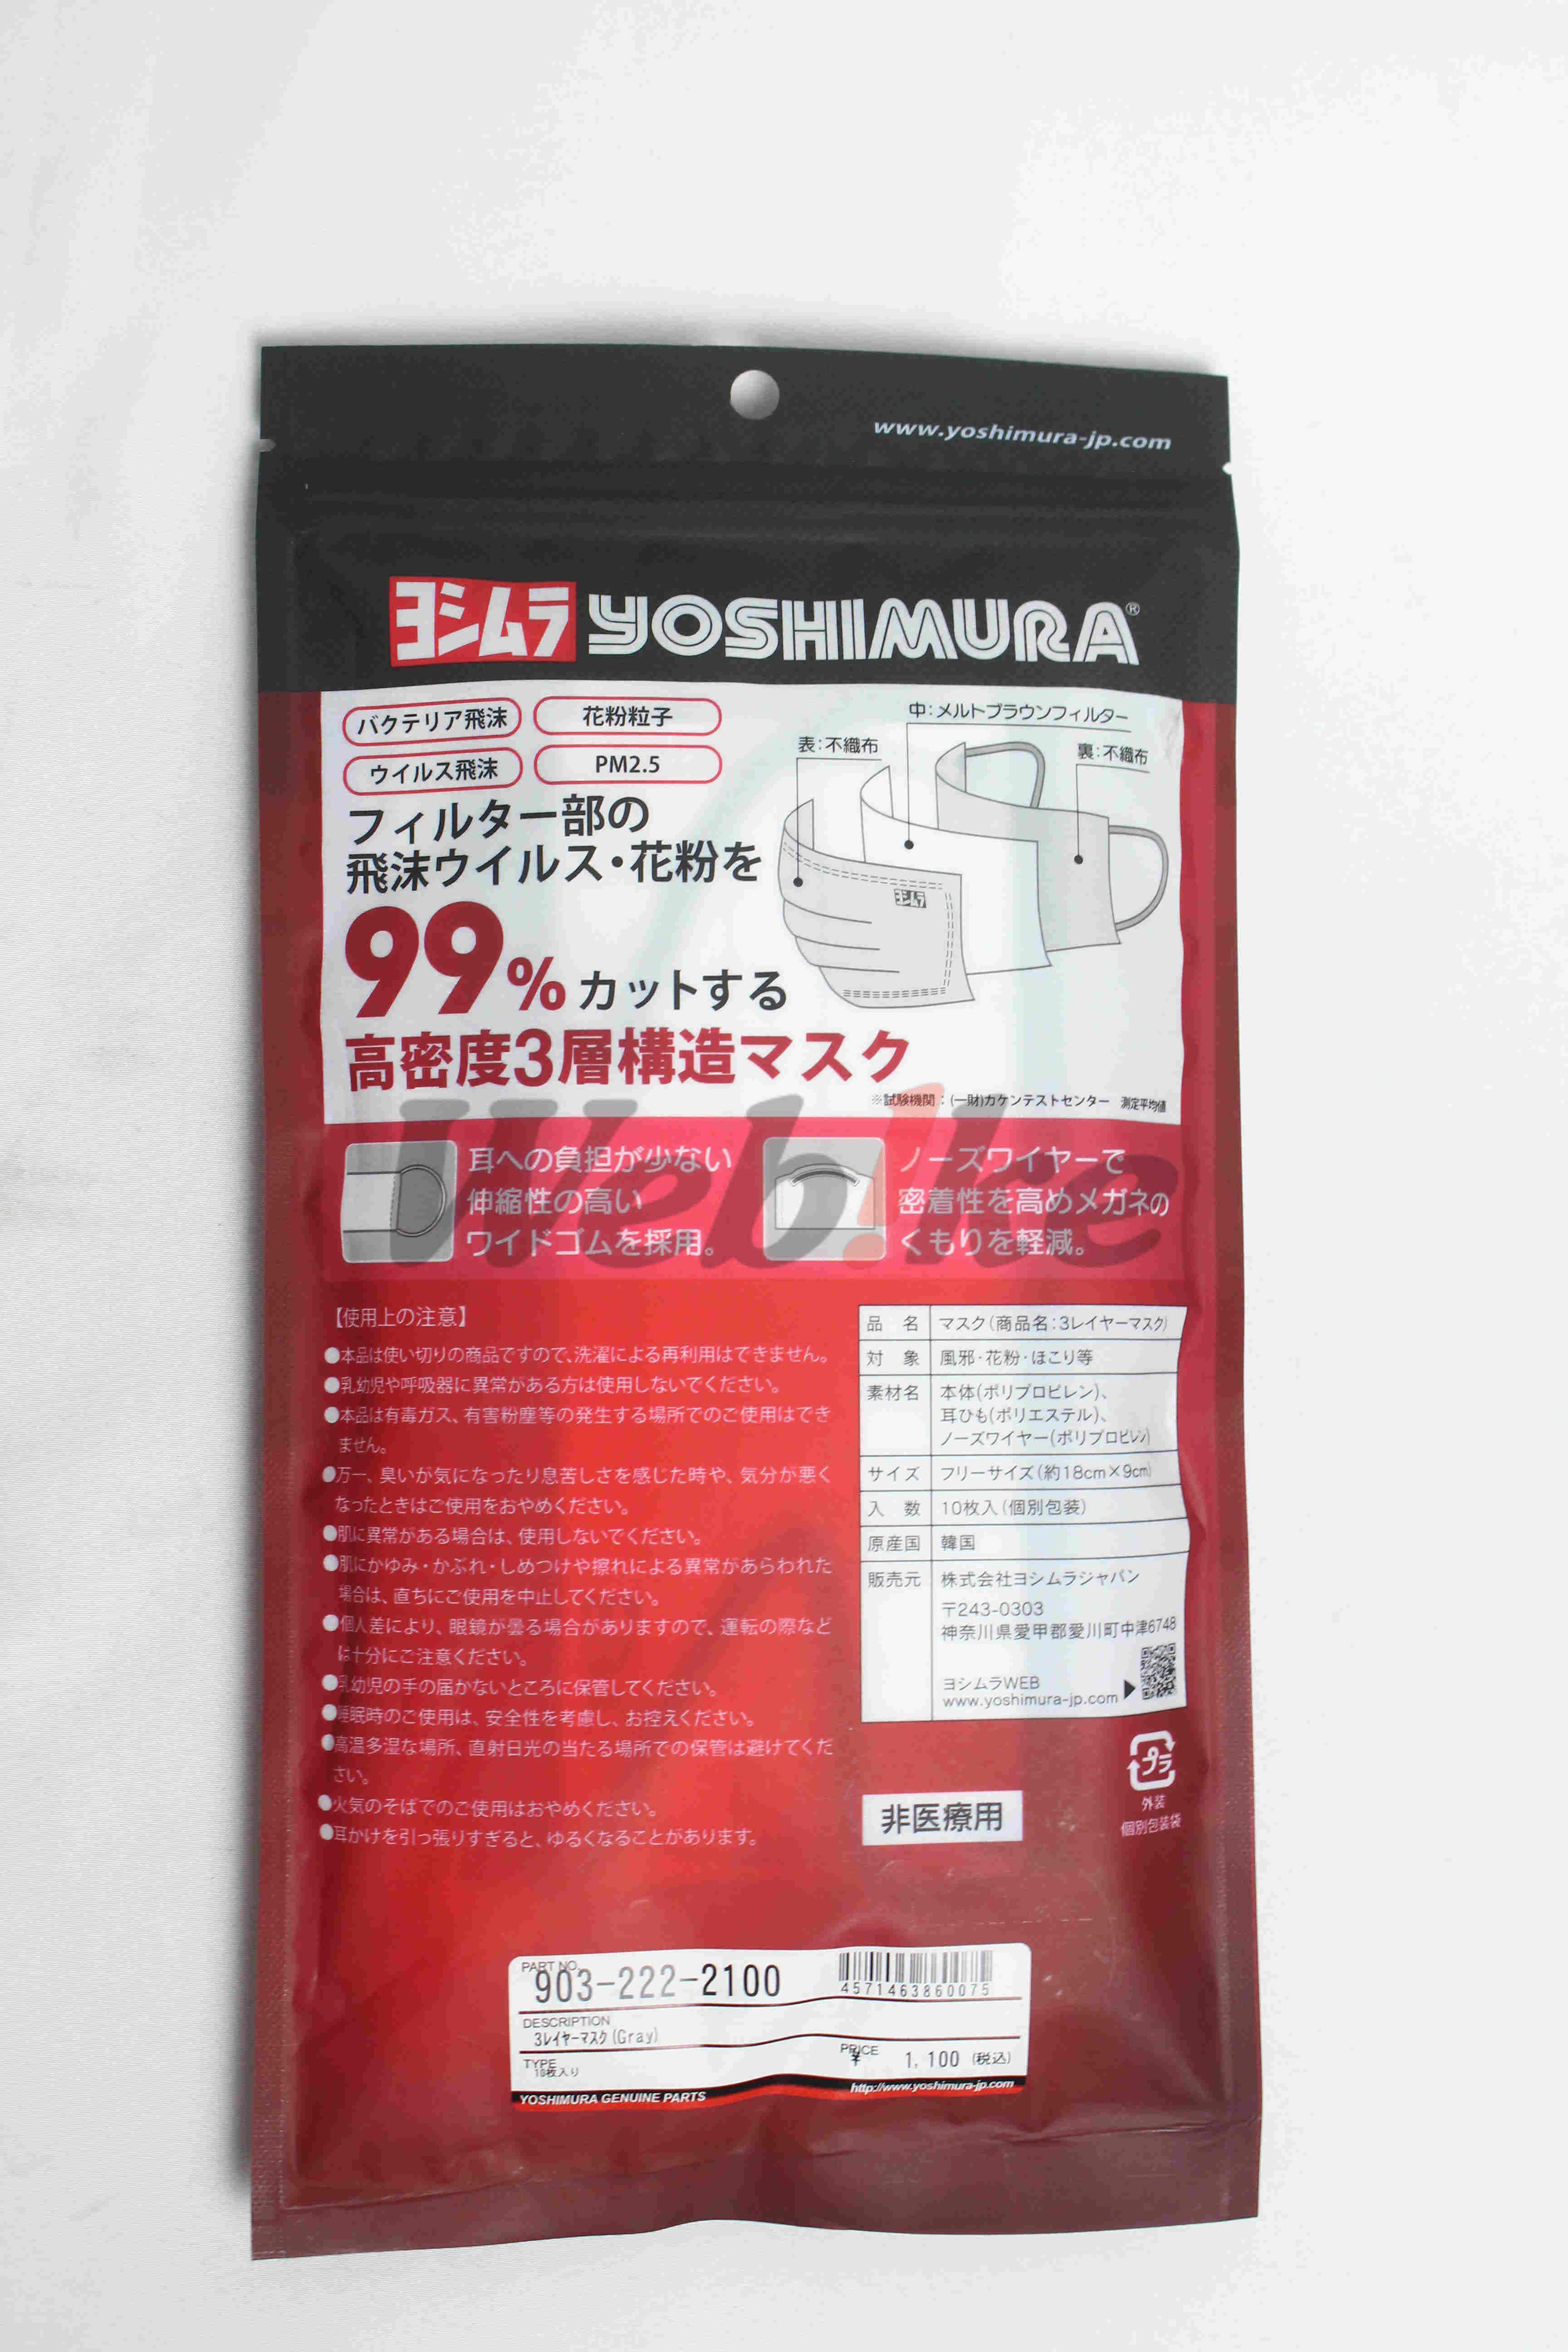 www.yoshimura-jp.com
ヨシムラ YOSHIMURA®
バクテリア飛沫 花粉粒子
ウイルス飛沫 PM2.5
中:メルトブラウンフィルター
表:不織布
裏:不織布
ヨシムラ
フィルター部の
飛沫ウイルス・花粉を
99%カットする
高密度3層構造マスク
※試験機関:(一財)カケンテストセンター 測定平均値
Webike
耳への負担が少ない
伸縮性の高い
ワイドゴムを採用。
ノーズワイヤーで
密着性を高めメガネの
くもりを軽減。
【使用上の注意】
●本品は使い切りの商品ですので、洗濯による再利用はできません。
●乳幼児や呼吸器に異常がある方は使用しないでください。
●本品は有毒ガス、有害粉塵等の発生する場所でのご使用はでき
ません。
●万一、臭いが気になったり息苦しさを感じた時や、気分が悪く
なったときはご使用をおやめください。
●肌に異常がある場合は、使用しないでください。
●肌にかゆみ・かぶれ・しめつけや擦れによる異常があらわれた
場合は、直ちにご使用を中止してください。
●個人差により、眼鏡が曇る場合がありますので、運転の際など
は十分にご注意ください。
●乳幼児の手の届かないところに保管してください。
●睡眠時のご使用は、安全性を考慮し、お控えください。
●高温多湿な場所、直射日光の当たる場所での保管は避けてくだ
さい。
●火気のそばでのご使用はおやめください。
●耳かけを引っ張りすぎると、ゆるくなることがあります。
品 名 マスク(商品名:3レイヤーマスク)
対 象 風邪・花粉・ほこり等
素材名 本体(ポリプロピレン)、
耳ひも(ポリエステル)、
ノーズワイヤー(ポリプロピレン)
サイズ フリーサイズ(約18cm×9cm)
入 数 10枚入(個別包装)
原産国 韓国
販売元 株式会社ヨシムラジャパン
〒243-0303
神奈川県愛甲郡愛川町中津6748
ヨシムラWEB
www.yoshimura-jp.com
非医療用
プラ
外装
個別包装袋
PART NO.
903-222-2100
4571463860075
DESCRIPTION
3レイヤーマスク(Gray)
TYPE
10枚入り
PRICE
¥ 1,100 (税込)
YOSHIMURA GENUINE PARTS
http://www.yoshimura-jp.com